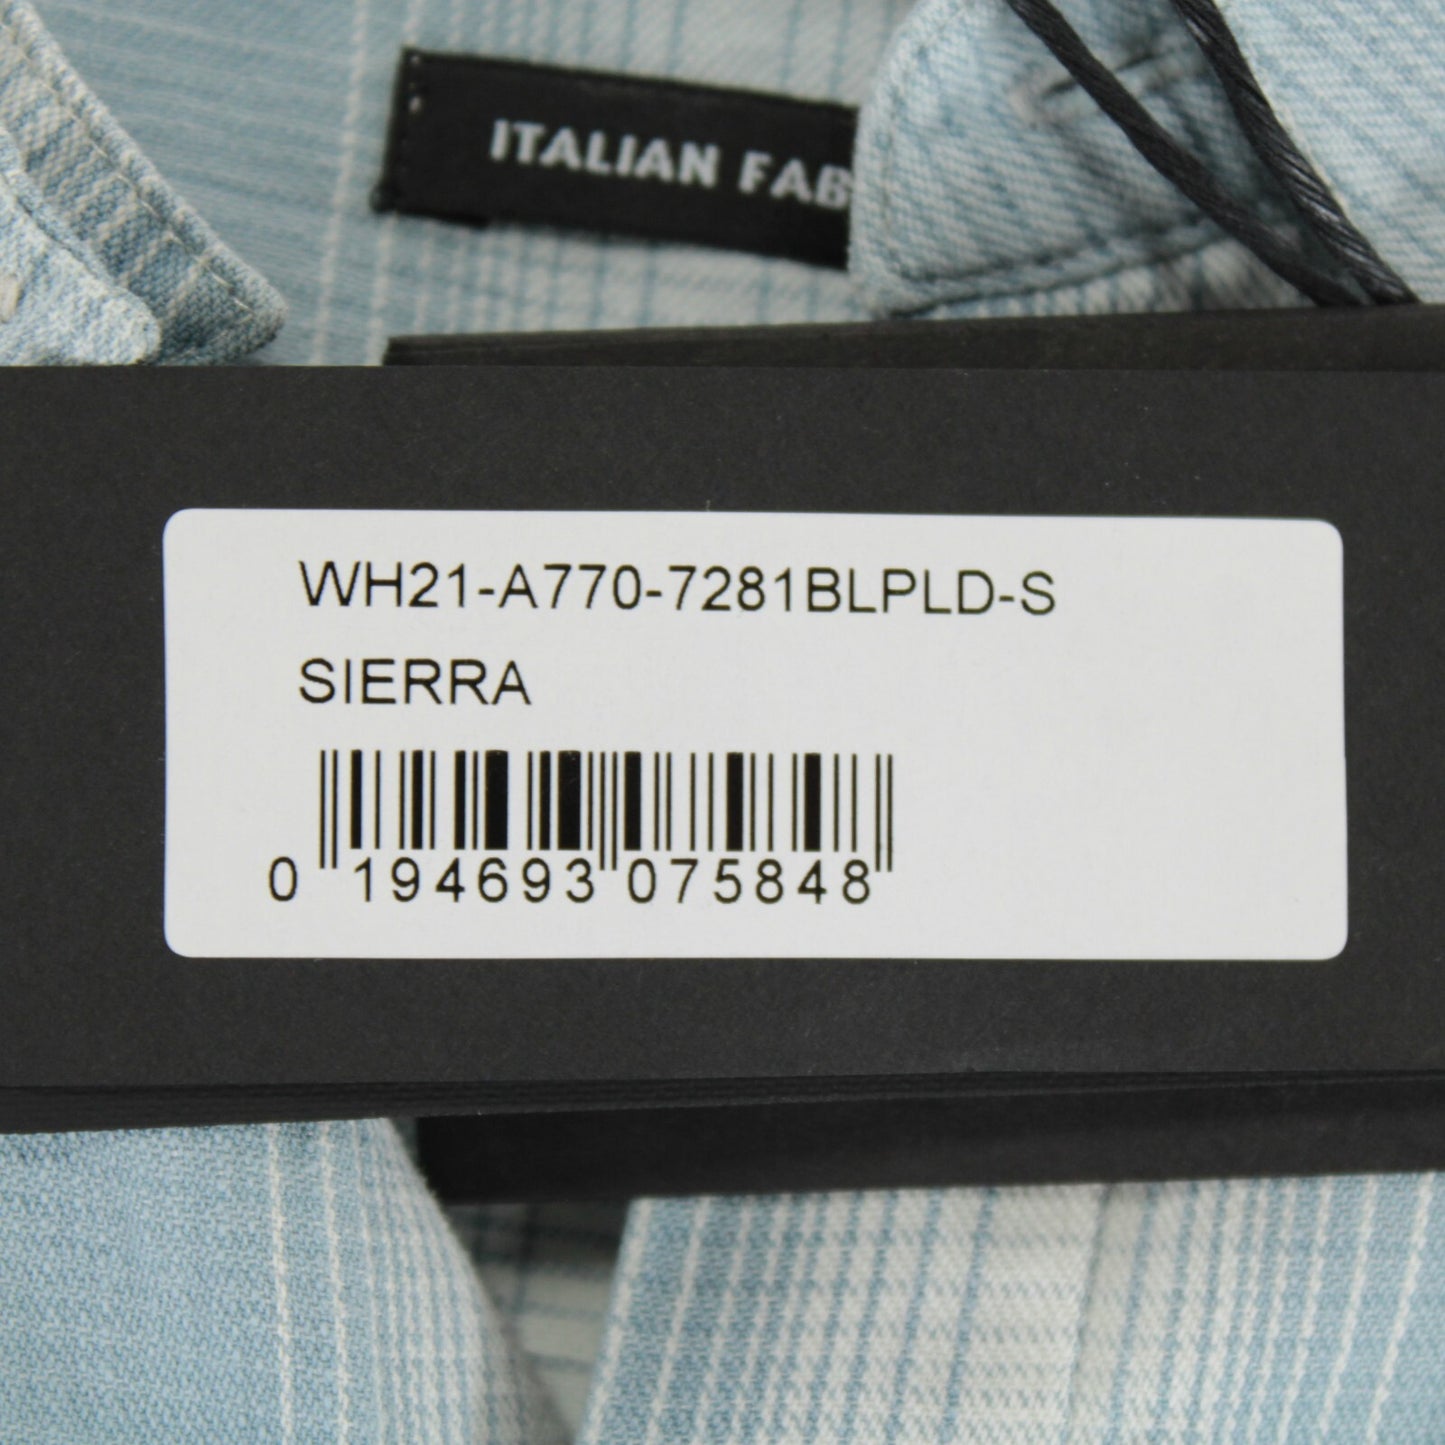 ITALIAN FAB
WH21-A770-7281BLPLD-S
SIERRA
0 194693 075848